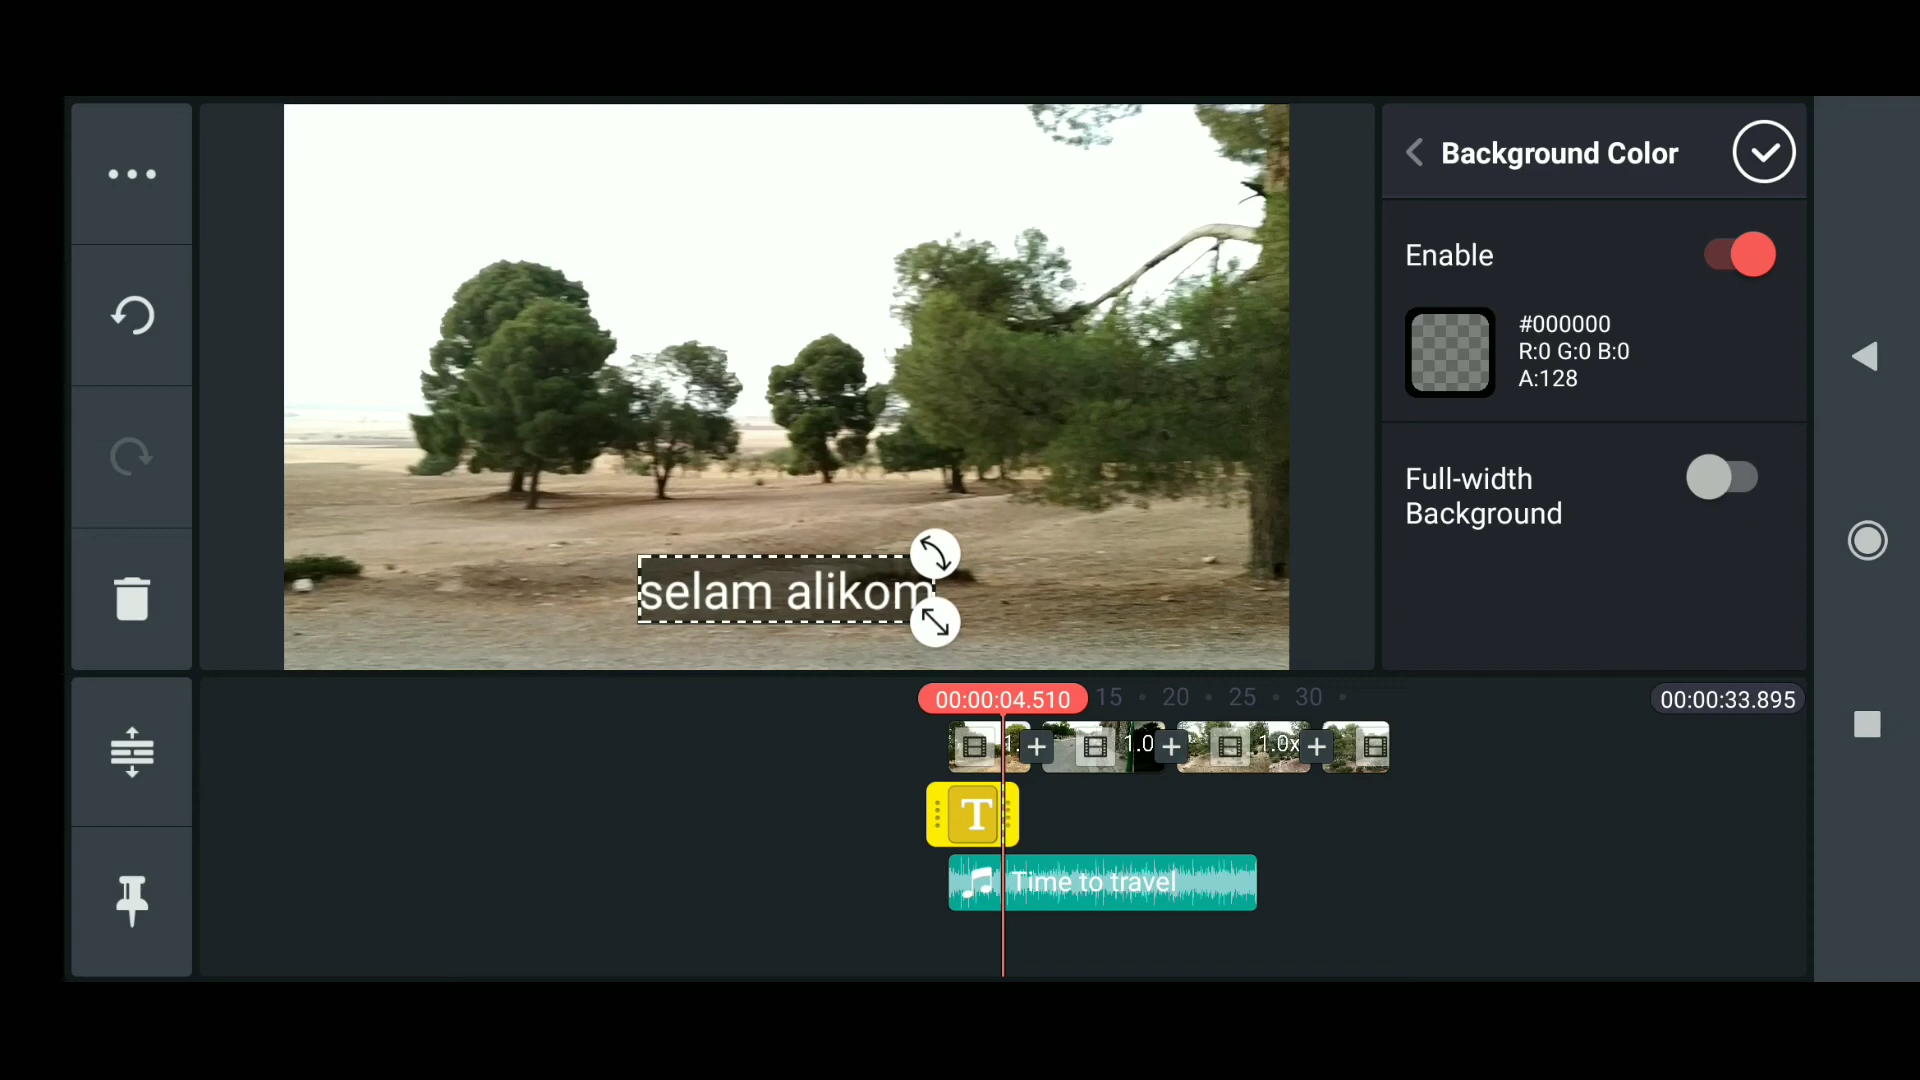 Background Color
Enable
#000000
R:0 G:0 B:0
A:128
Full-width
Background
selam alikom
00:00:04.510
15
20
25
30
00:00:33.895
1.
1.0
1.0x
T
Time to travel